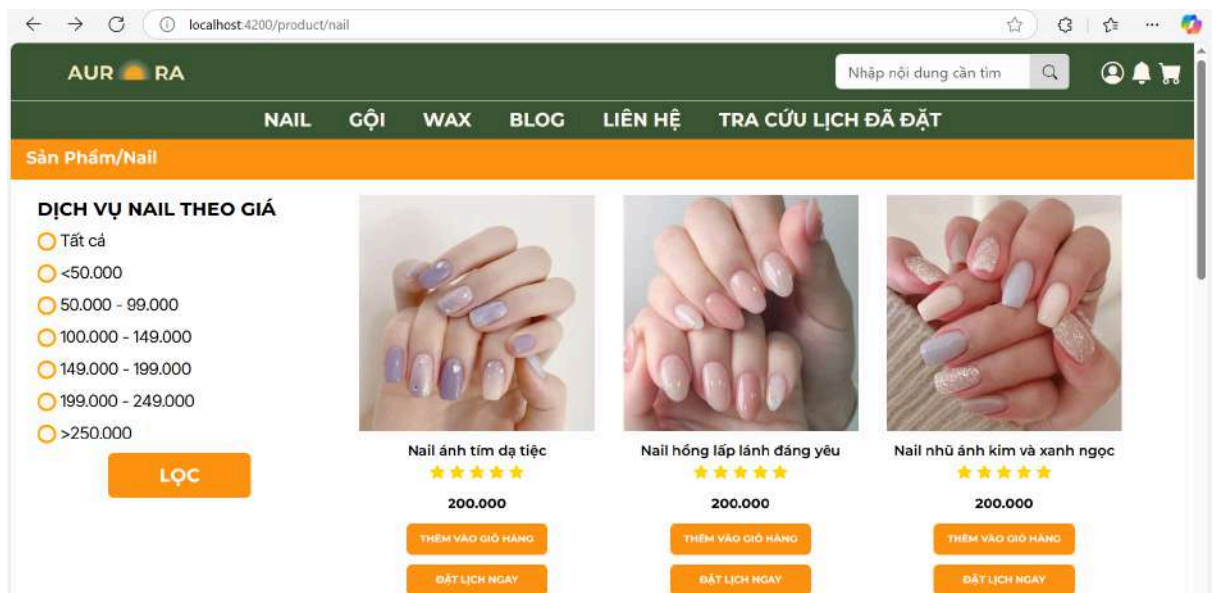 localhost:4200/product/nail
AUR RA
Nhập nội dung cần tìm
NAIL GỘI WAX BLOG LIÊN HỆ TRA CỨU LỊCH ĐÃ ĐẶT
Sản Phẩm/Nail
DỊCH VỤ NAIL THEO GIÁ
Tất cả
<50.000
50.000 - 99.000
100.000 - 149.000
149.000 - 199.000
199.000 - 249.000
>250.000
LỌC
Nail ánh tím dạ tiệc
200.000
THÊM VÀO GIỎ HÀNG
ĐẶT LỊCH NGAY
Nail hồng lấp lánh đáng yêu
200.000
THÊM VÀO GIỎ HÀNG
ĐẶT LỊCH NGAY
Nail nhũ ánh kim và xanh ngọc
200.000
THÊM VÀO GIỎ HÀNG
ĐẶT LỊCH NGAY